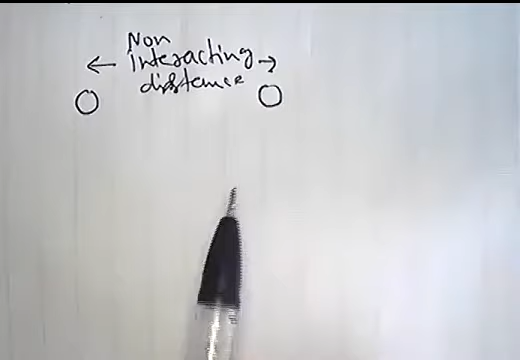 Non
← interacting →
distance